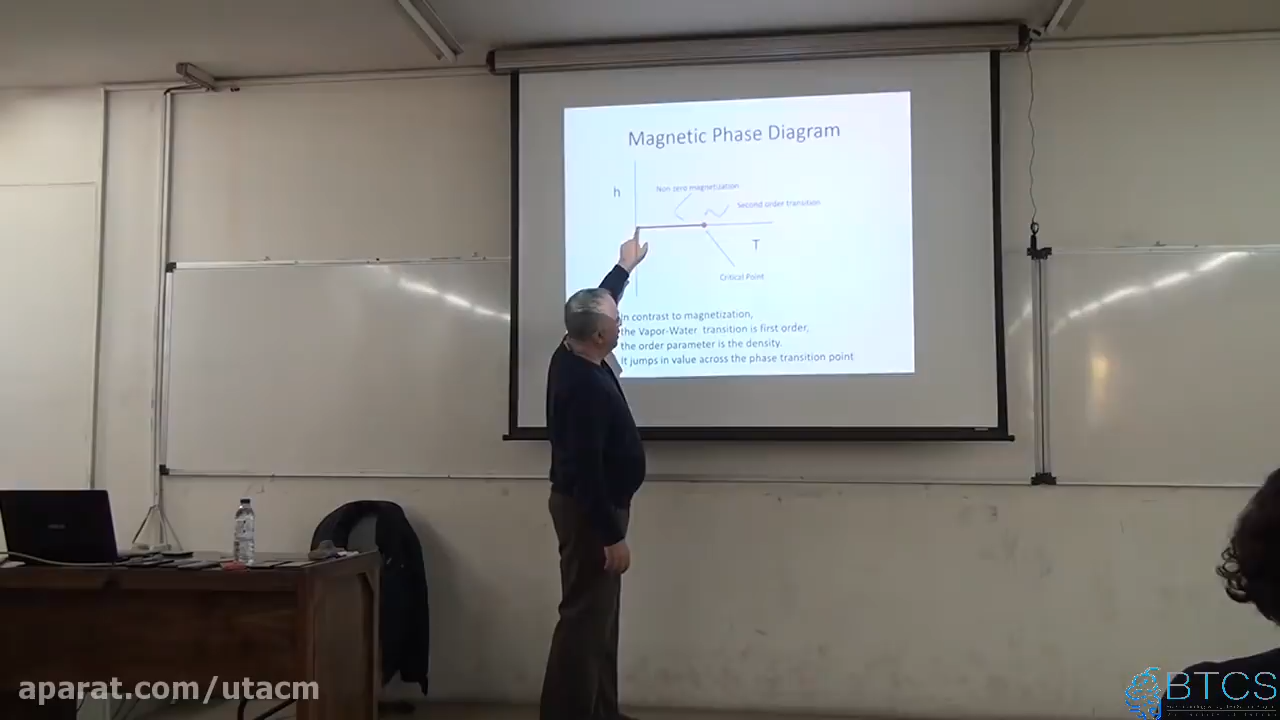 Magnetic Phase Diagram
h
Non zero magnetization
Second order transition
T
Critical Point
In contrast to magnetization,
the Vapor-Water transition is first order,
the order parameter is the density.
It jumps in value across the phase transition point
aparat.com/utacm
BTCS